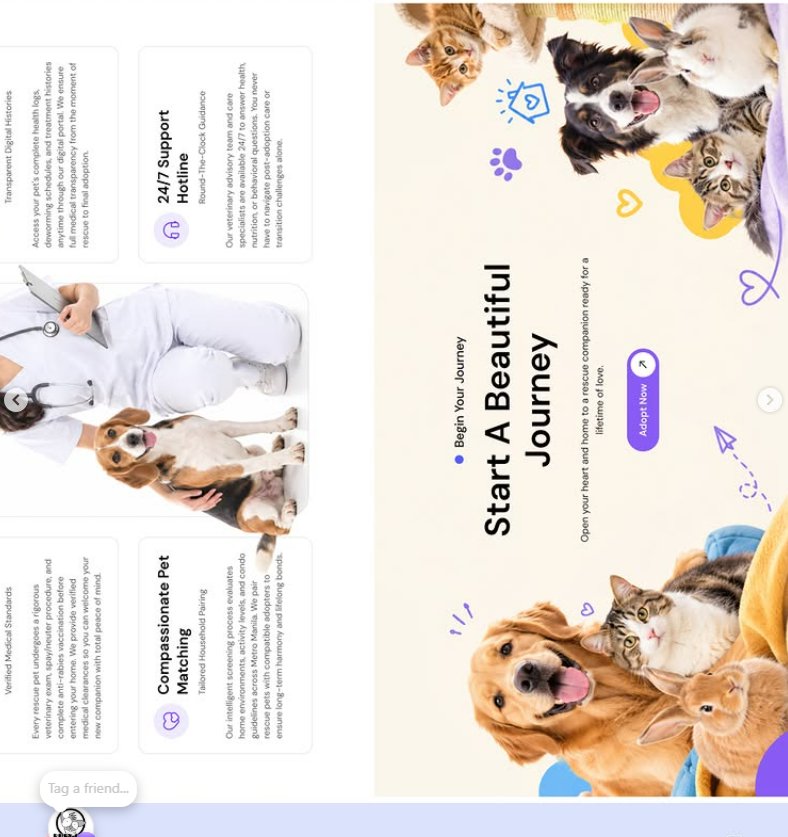 Verified Medical Standards
Every rescue pet undergoes a rigorous
veterinary exam, spay/neuter procedure, and
complete anti-rabies vaccination before
entering your home. We provide verified
medical clearances so you can welcome your
new companion with total peace of mind.
Transparent Digital Histories
Access your pet's complete health logs,
deworming schedules, and treatment histories
anytime through our digital portal. We ensure
full medical transparency from the moment of
rescue to final adoption.
Compassionate Pet
Matching
Tailored Household Pairing
Our intelligent screening process evaluates
home environments, activity levels, and condo
guidelines across Metro Manila. We pair
rescue pets with compatible adopters to
ensure long-term harmony and lifelong bonds.
24/7 Support
Hotline
Round-The-Clock Guidance
Our veterinary advisory team and care
specialists are available 24/7 to answer health,
nutrition, or behavioral questions. You never
have to navigate post-adoption care or
transition challenges alone.
Begin Your Journey
Start A Beautiful
Journey
Open your heart and home to a rescue companion ready for a
lifetime of love.
Adopt Now
Tag a friend...